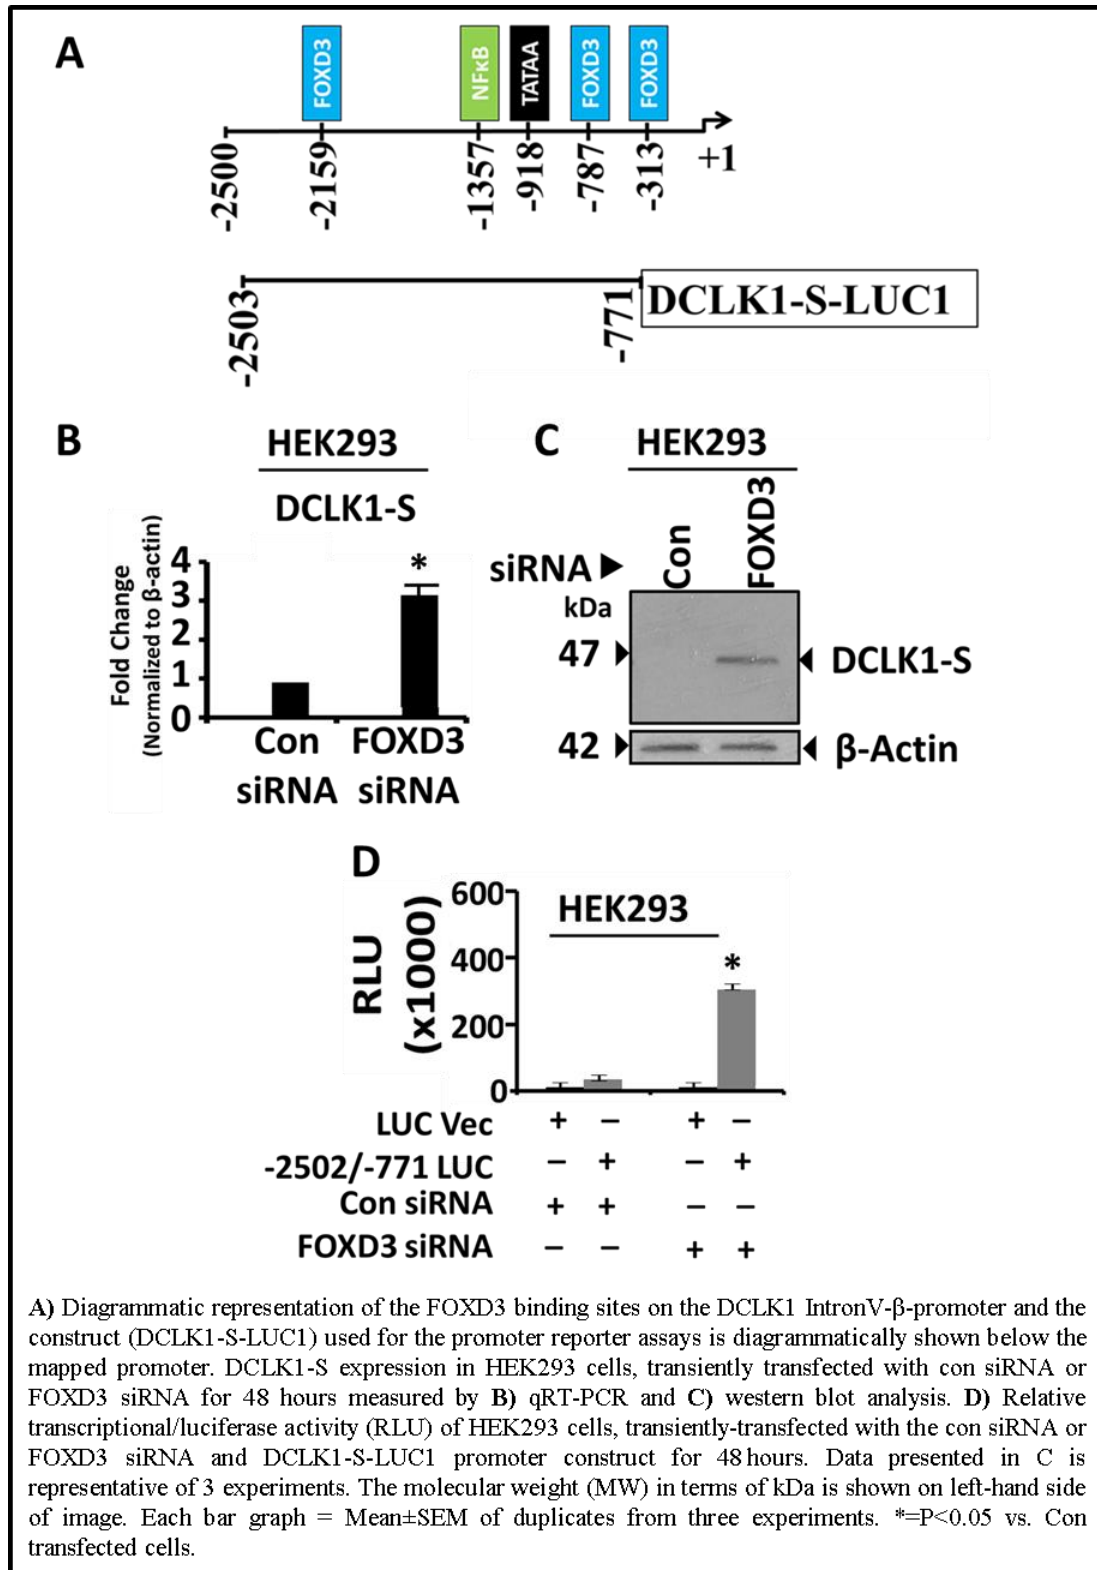 A
FOXD3
NFκB
TATAA
FOXD3
FOXD3
-2500
-2159
-1357
-918
-787
-313
+1
-2503
-771
DCLK1-S-LUC1
B
HEK293
DCLK1-S
Fold Change
(Normalized to β-actin)
4
3
2
1
0
*
Con
siRNA
FOXD3
siRNA
C
HEK293
siRNA
Con
FOXD3
kDa
47
DCLK1-S
42
β-Actin
D
RLU
(x1000)
600
400
200
0
HEK293
*
LUC Vec + – + –
-2502/-771 LUC – + – +
Con siRNA + + – –
FOXD3 siRNA – – + +
A) Diagrammatic representation of the FOXD3 binding sites on the DCLK1 IntronV-β-promoter and the
construct (DCLK1-S-LUC1) used for the promoter reporter assays is diagrammatically shown below the
mapped promoter. DCLK1-S expression in HEK293 cells, transiently transfected with con siRNA or
FOXD3 siRNA for 48 hours measured by B) qRT-PCR and C) western blot analysis. D) Relative
transcriptional/luciferase activity (RLU) of HEK293 cells, transiently-transfected with the con siRNA or
FOXD3 siRNA and DCLK1-S-LUC1 promoter construct for 48 hours. Data presented in C is
representative of 3 experiments. The molecular weight (MW) in terms of kDa is shown on left-hand side
of image. Each bar graph = Mean±SEM of duplicates from three experiments. *=P<0.05 vs. Con
transfected cells.